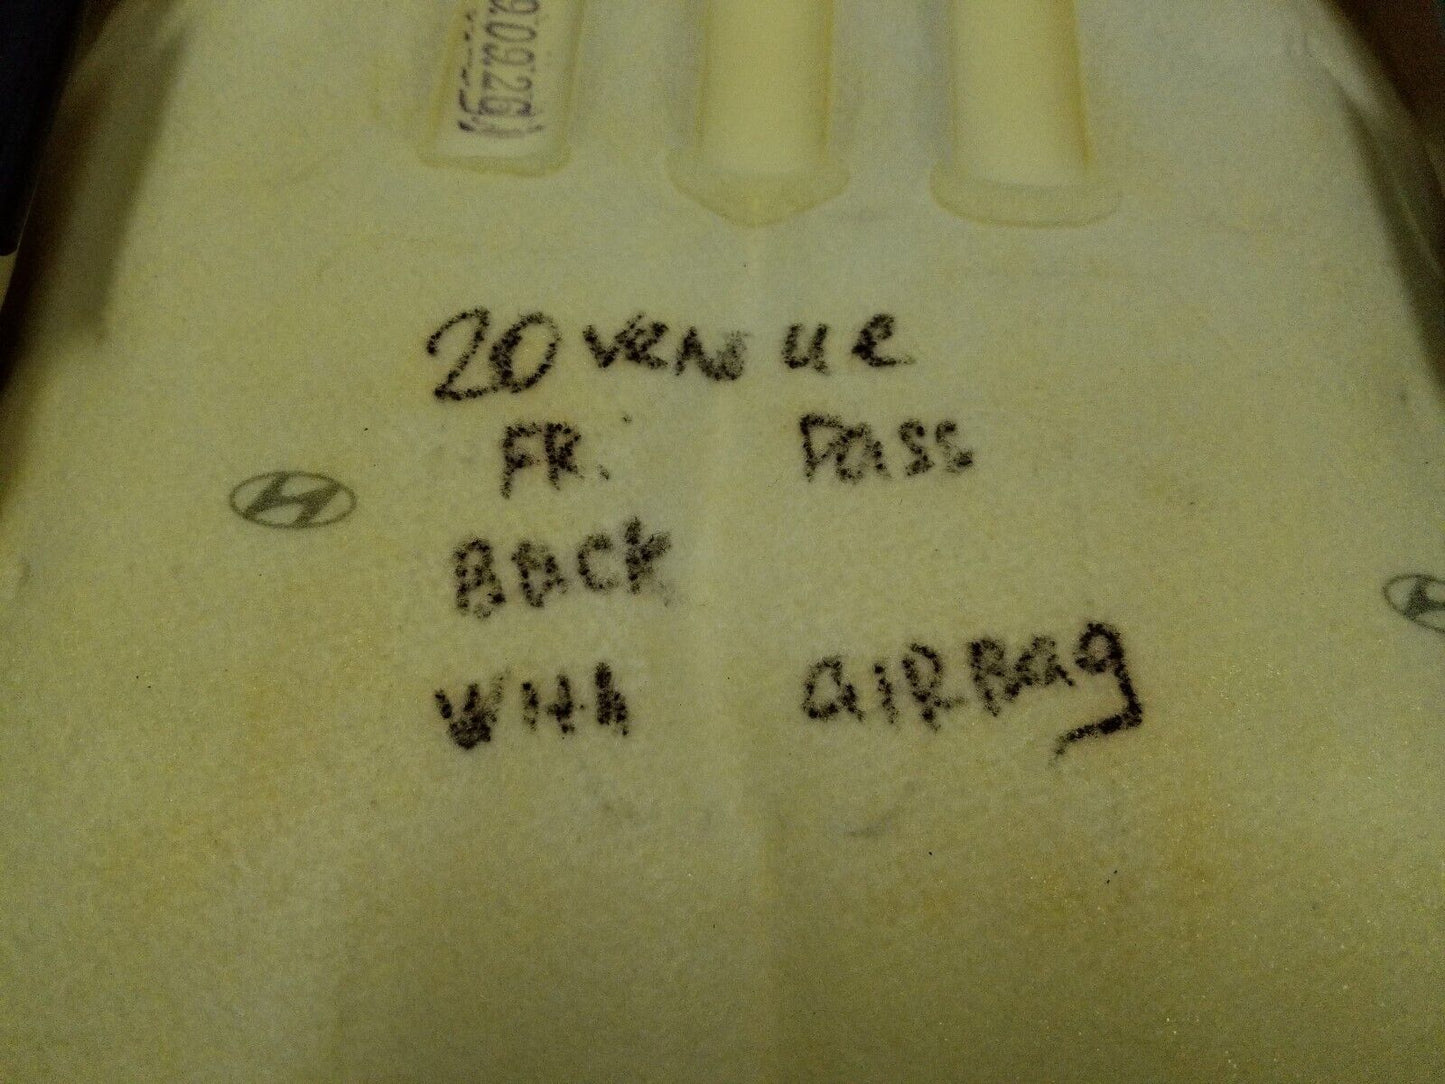 20 venue
FR. Pass
BACK
With AIRBag